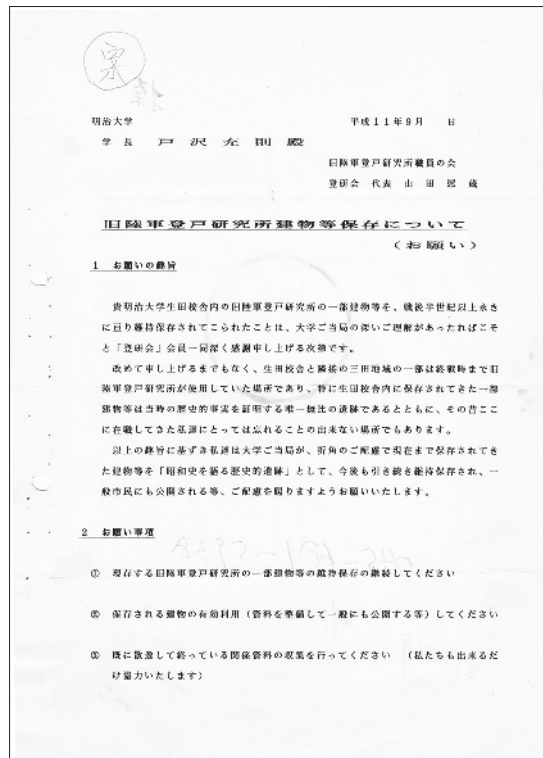 案
明治大学　　平成11年9月　　日
学長　戸沢充則殿
旧陸軍登戸研究所職員の会
登研会　代表　山田愿蔵
旧陸軍登戸研究所建物等保存について
（お願い）
1　お願いの趣旨
貴明治大学生田校舎内の旧陸軍登戸研究所の一部建物等を、戦後半世紀以上永き
に亘り維持保存されてこられたことは、大学ご当局の深いご理解があったればこそ
と「登研会」会員一同深く感謝申し上げる次第です。
改めて申し上げるまでもなく、生田校舎と隣接の三田地域の一部は終戦時まで旧
陸軍登戸研究所が使用していた場所であり、特に生田校舎内に保存されてきた一部
建物等は当時の歴史的事実を証明する唯一無比の遺跡であるとともに、その昔ここ
に在職してきた私達にとっては忘れることの出来ない場所でもあります。
以上の趣旨に基ずき私達は大学ご当局が、折角のご配慮で現在まで保存されてき
た建物等を「昭和史を語る歴史的遺跡」として、今後も引き続き維持保存され、一
般市民にも公開される等、ご配慮を賜りますようお願いいたします。
2　お願い事項
①　現存する旧陸軍登戸研究所の一部建物等の維持保存の継続してください
②　保存される建物の有効利用（資料を整備して一般にも公開する等）してください
③　既に散逸して終っている関係資料の収集を行ってください　（私たちも出来るだ
け協力いたします）